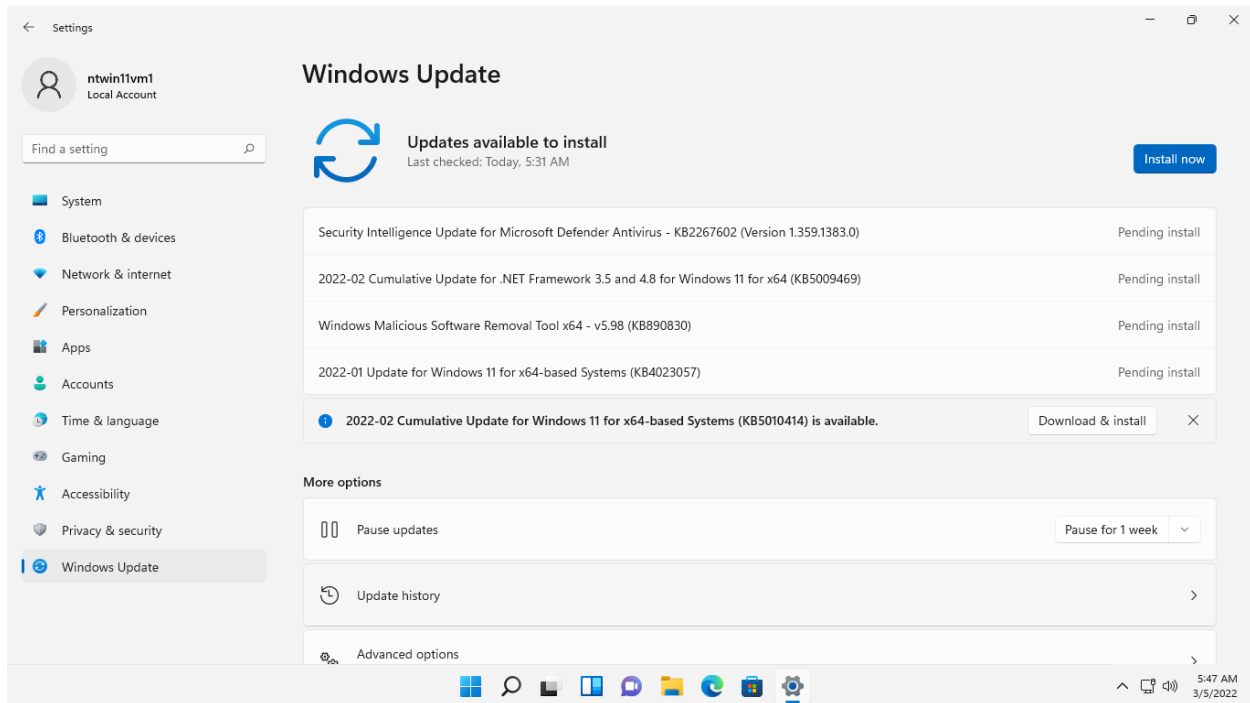 Settings
ntwin11vm1
Local Account
Find a setting
System
Bluetooth & devices
Network & internet
Personalization
Apps
Accounts
Time & language
Gaming
Accessibility
Privacy & security
Windows Update
Windows Update
Updates available to install
Last checked: Today, 5:31 AM
Install now
Security Intelligence Update for Microsoft Defender Antivirus - KB2267602 (Version 1.359.1383.0) Pending install
2022-02 Cumulative Update for .NET Framework 3.5 and 4.8 for Windows 11 for x64 (KB5009469) Pending install
Windows Malicious Software Removal Tool x64 - v5.98 (KB890830) Pending install
2022-01 Update for Windows 11 for x64-based Systems (KB4023057) Pending install
2022-02 Cumulative Update for Windows 11 for x64-based Systems (KB5010414) is available. Download & install
More options
Pause updates Pause for 1 week
Update history
Advanced options
5:47 AM
3/5/2022